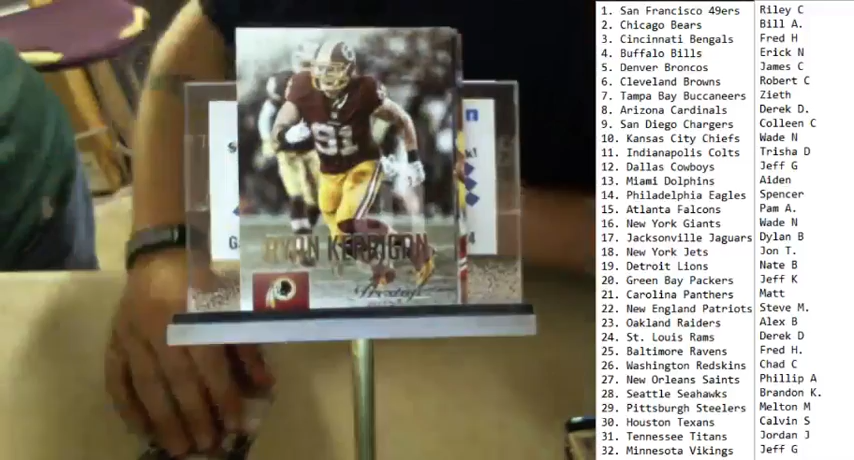 1. San Francisco 49ers Riley C
2. Chicago Bears Bill A.
3. Cincinnati Bengals Fred H
4. Buffalo Bills Erick N
5. Denver Broncos James C
6. Cleveland Browns Robert C
7. Tampa Bay Buccaneers Zieth
8. Arizona Cardinals Derek D.
9. San Diego Chargers Colleen C
10. Kansas City Chiefs Wade N
11. Indianapolis Colts Trisha D
12. Dallas Cowboys Jeff G
13. Miami Dolphins Aiden
14. Philadelphia Eagles Spencer
15. Atlanta Falcons Pam A.
16. New York Giants Wade N
17. Jacksonville Jaguars Dylan B
18. New York Jets Jon T.
19. Detroit Lions Nate B
20. Green Bay Packers Jeff K
21. Carolina Panthers Matt
22. New England Patriots Steve M.
23. Oakland Raiders Alex B
24. St. Louis Rams Derek D
25. Baltimore Ravens Fred H.
26. Washington Redskins Chad C
27. New Orleans Saints Phillip A
28. Seattle Seahawks Brandon K.
29. Pittsburgh Steelers Melton M
30. Houston Texans Calvin S
31. Tennessee Titans Jordan J
32. Minnesota Vikings Jeff G
91
RYAN KERRIGAN
Prestige